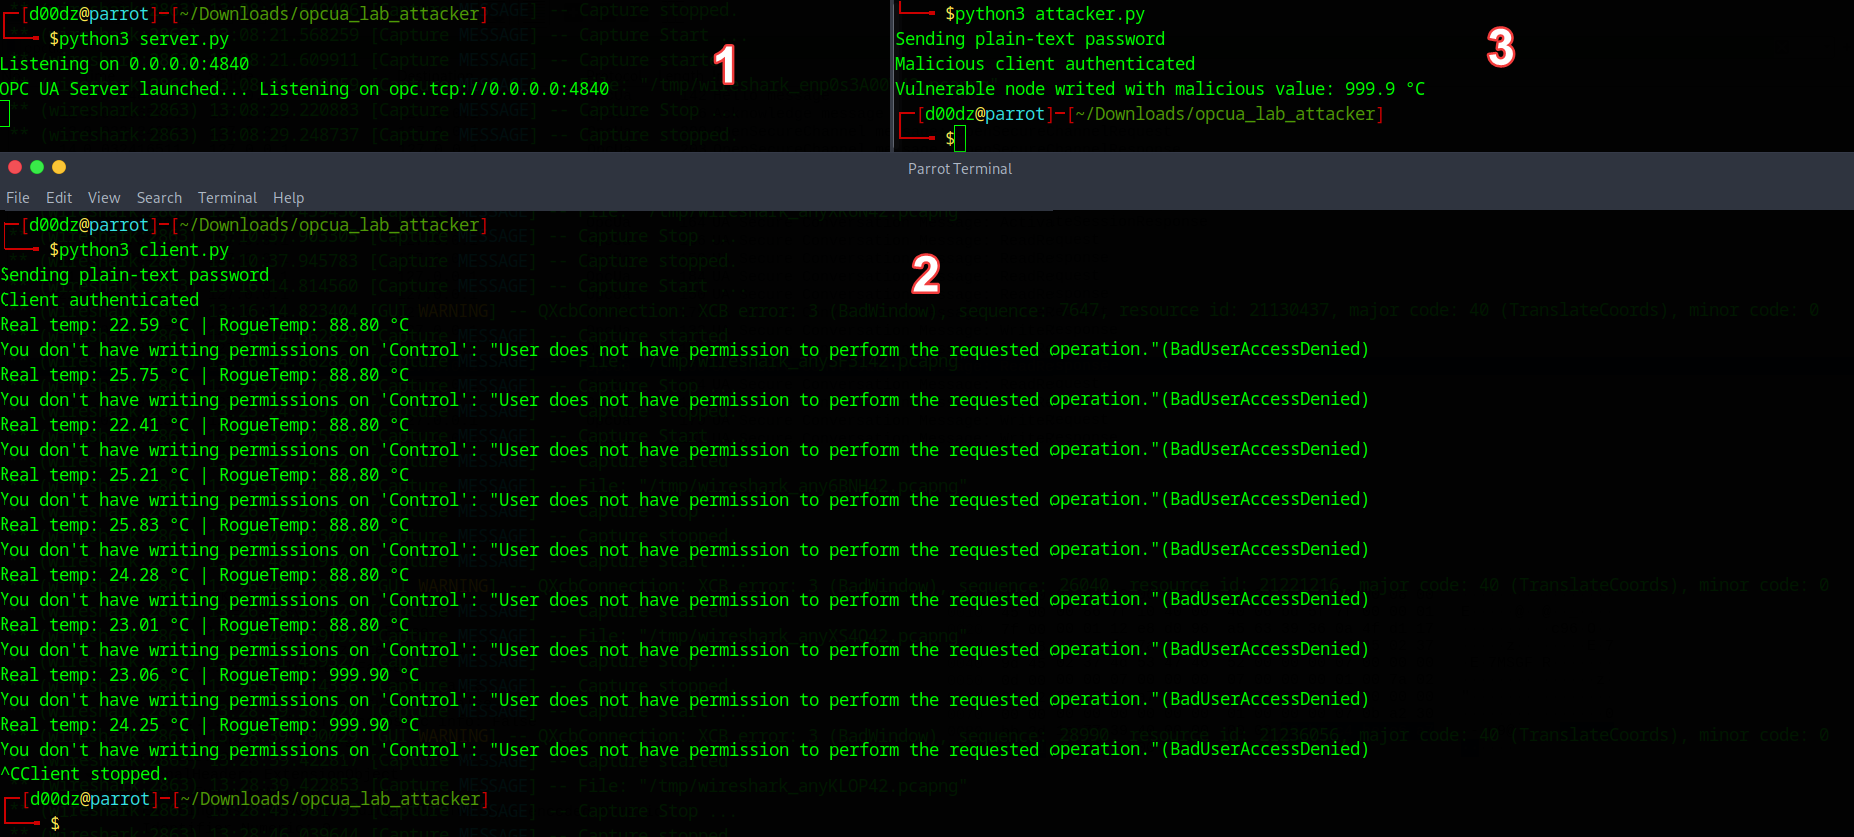 ┌─[d00dz@parrot]─[~/Downloads/opcua_lab_attacker]
└──╼ $python3 server.py
Listening on 0.0.0.0:4840
OPC UA Server launched... Listening on opc.tcp://0.0.0.0:4840
1
└──╼ $python3 attacker.py
Sending plain-text password
Malicious client authenticated
Vulnerable node writed with malicious value: 999.9 °C
┌─[d00dz@parrot]─[~/Downloads/opcua_lab_attacker]
└──╼ $
3
Parrot Terminal
File Edit View Search Terminal Help
┌─[d00dz@parrot]─[~/Downloads/opcua_lab_attacker]
└──╼ $python3 client.py
2
Sending plain-text password
Client authenticated
Real temp: 22.59 °C | RogueTemp: 88.80 °C
You don't have writing permissions on 'Control': "User does not have permission to perform the requested operation."(BadUserAccessDenied)
Real temp: 25.75 °C | RogueTemp: 88.80 °C
You don't have writing permissions on 'Control': "User does not have permission to perform the requested operation."(BadUserAccessDenied)
Real temp: 22.41 °C | RogueTemp: 88.80 °C
You don't have writing permissions on 'Control': "User does not have permission to perform the requested operation."(BadUserAccessDenied)
Real temp: 25.21 °C | RogueTemp: 88.80 °C
You don't have writing permissions on 'Control': "User does not have permission to perform the requested operation."(BadUserAccessDenied)
Real temp: 25.83 °C | RogueTemp: 88.80 °C
You don't have writing permissions on 'Control': "User does not have permission to perform the requested operation."(BadUserAccessDenied)
Real temp: 24.28 °C | RogueTemp: 88.80 °C
You don't have writing permissions on 'Control': "User does not have permission to perform the requested operation."(BadUserAccessDenied)
Real temp: 23.01 °C | RogueTemp: 88.80 °C
You don't have writing permissions on 'Control': "User does not have permission to perform the requested operation."(BadUserAccessDenied)
Real temp: 23.06 °C | RogueTemp: 999.90 °C
You don't have writing permissions on 'Control': "User does not have permission to perform the requested operation."(BadUserAccessDenied)
Real temp: 24.25 °C | RogueTemp: 999.90 °C
You don't have writing permissions on 'Control': "User does not have permission to perform the requested operation."(BadUserAccessDenied)
^CClient stopped.
┌─[d00dz@parrot]─[~/Downloads/opcua_lab_attacker]
└──╼ $